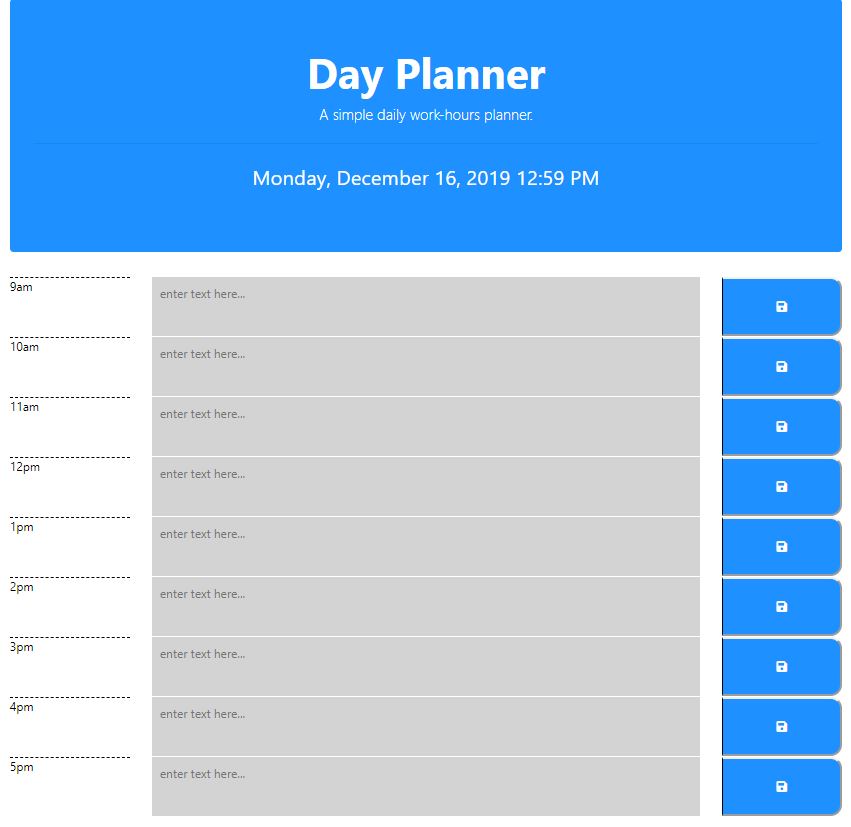 Day Planner
A simple daily work-hours planner.
Monday, December 16, 2019 12:59 PM
9am enter text here...
10am enter text here...
11am enter text here...
12pm enter text here...
1pm enter text here...
2pm enter text here...
3pm enter text here...
4pm enter text here...
5pm enter text here...